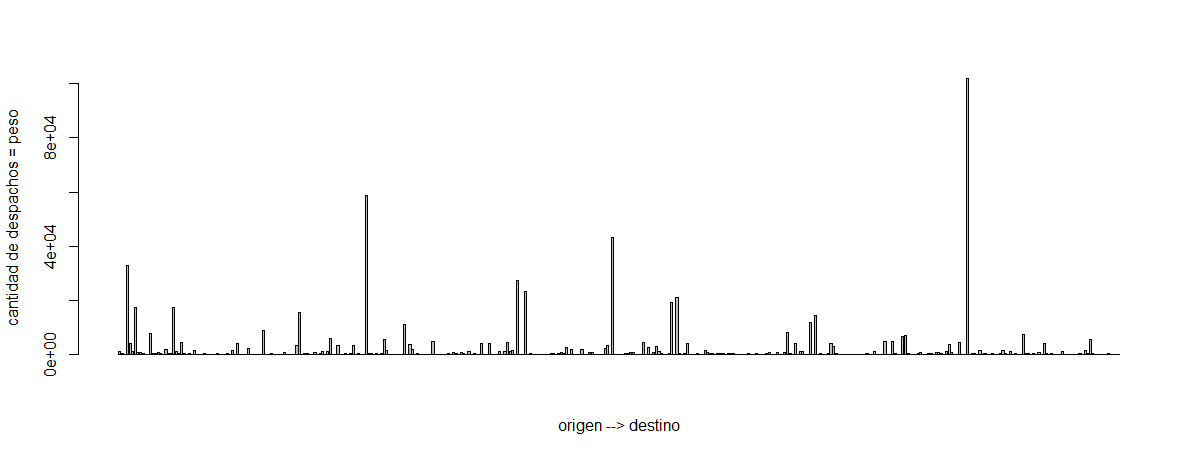 cantidad de despachos = peso
8e+04
4e+04
0e+00
origen --> destino